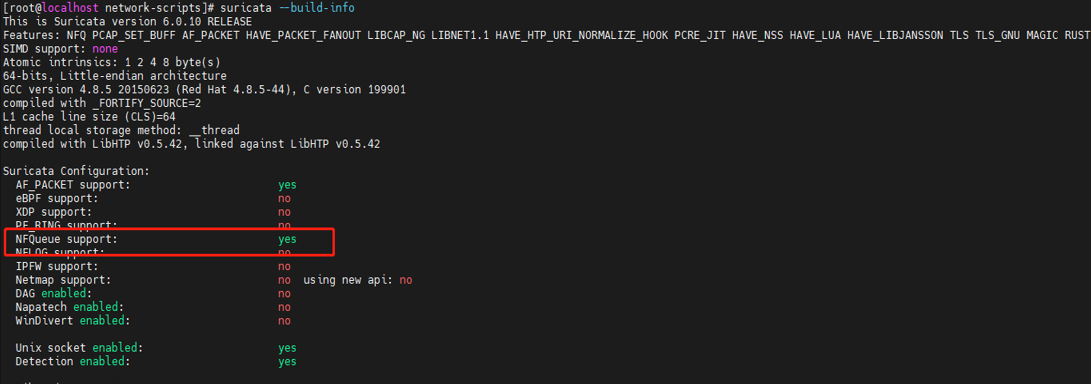 [root@localhost network-scripts]# suricata --build-info
This is Suricata version 6.0.10 RELEASE
Features: NFQ PCAP_SET_BUFF AF_PACKET HAVE_PACKET_FANOUT LIBCAP_NG LIBNET1.1 HAVE_HTP_URI_NORMALIZE_HOOK PCRE_JIT HAVE_NSS HAVE_LUA HAVE_LIBJANSSON TLS TLS_GNU MAGIC RUST
SIMD support: none
Atomic intrinsics: 1 2 4 8 byte(s)
64-bits, Little-endian architecture
GCC version 4.8.5 20150623 (Red Hat 4.8.5-44), C version 199901
compiled with _FORTIFY_SOURCE=2
L1 cache line size (CLS)=64
thread local storage method: __thread
compiled with LibHTP v0.5.42, linked against LibHTP v0.5.42
Suricata Configuration:
AF_PACKET support: yes
eBPF support: no
XDP support: no
PF_RING support: no
NFQueue support: yes
NFLOG support: no
IPFW support: no
Netmap support: no using new api: no
DAG enabled: no
Napatech enabled: no
WinDivert enabled: no
Unix socket enabled: yes
Detection enabled: yes